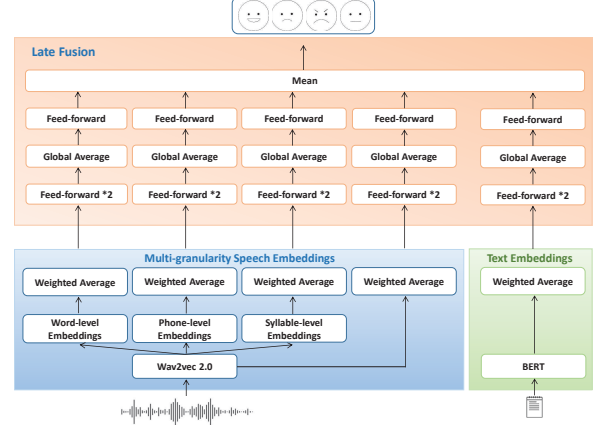 Late Fusion
Mean
Feed-forward Feed-forward Feed-forward Feed-forward Feed-forward
Global Average Global Average Global Average Global Average Global Average
Feed-forward *2 Feed-forward *2 Feed-forward *2 Feed-forward *2 Feed-forward *2
Multi-granularity Speech Embeddings Text Embeddings
Weighted Average Weighted Average Weighted Average Weighted Average Weighted Average
Word-level Phone-level Syllable-level
Embeddings Embeddings Embeddings
Wav2vec 2.0 BERT